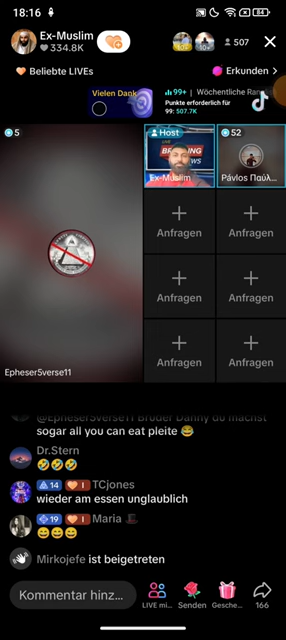 18:16
84
Ex-Muslim
334.8K
507
Beliebte LIVEs
Erkunden >
Vielen Dank
99+ | Wöchentliche Ran
Punkte erforderlich für
99: 507.7K
5
Host
52
Ex-Muslim
Pávlos Παύλ...
Anfragen
Anfragen
Anfragen
Anfragen
Anfragen
Anfragen
Epheser5verse11
@Epheser5verse11 Bruder Danny du machst
sogar all you can eat pleite 😂
Dr.Stern
🤣🤣🤣
14 I TCjones
wieder am essen unglaublich
19 I Maria
😄😄😄
Mirkojefe ist beigetreten
Kommentar hinz...
LIVE mi...
Senden
Gesche...
166